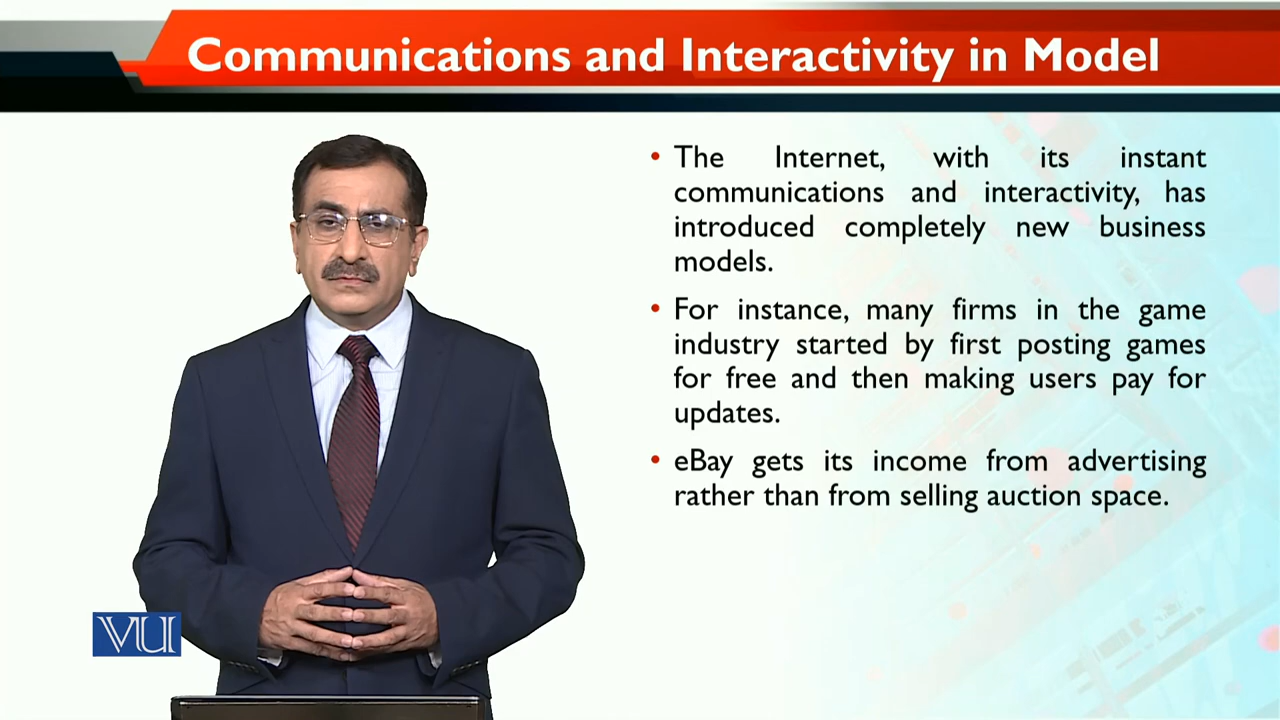 Communications and Interactivity in Model
• The Internet, with its instant
communications and interactivity, has
introduced completely new business
models.
• For instance, many firms in the game
industry started by first posting games
for free and then making users pay for
updates.
• eBay gets its income from advertising
rather than from selling auction space.
VU